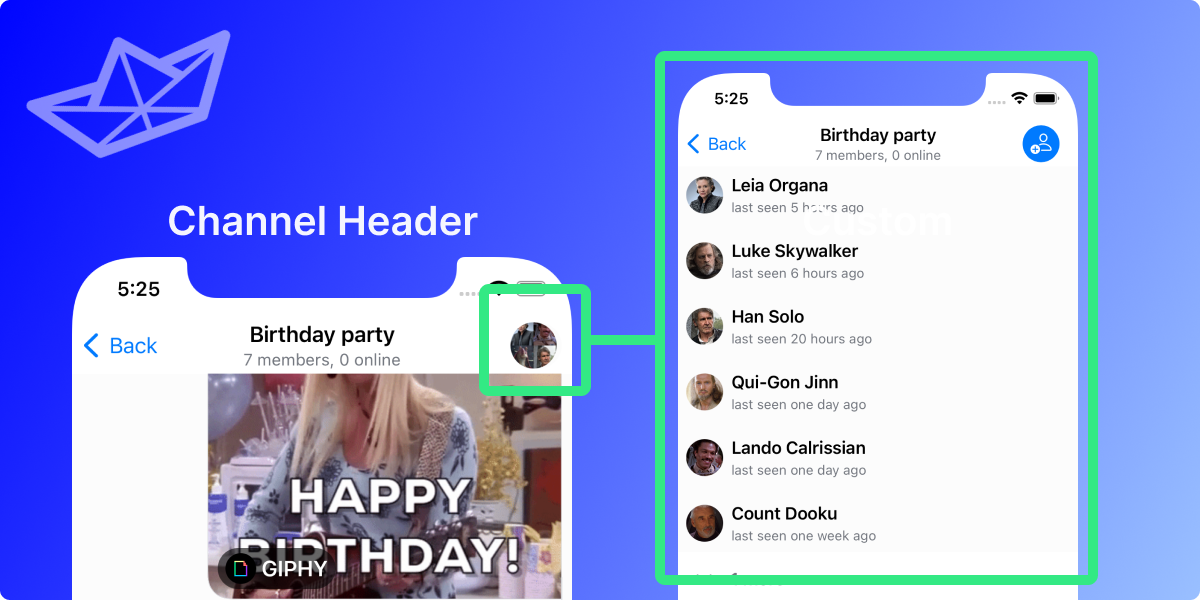 Channel Header
5:25
Back
Birthday party
7 members, 0 online
HAPPY
BIRTHDAY!
GIPHY
5:25
Back
Birthday party
7 members, 0 online
Custom
Leia Organa
last seen 5 hours ago
Luke Skywalker
last seen 6 hours ago
Han Solo
last seen 20 hours ago
Qui-Gon Jinn
last seen one day ago
Lando Calrissian
last seen one day ago
Count Dooku
last seen one week ago